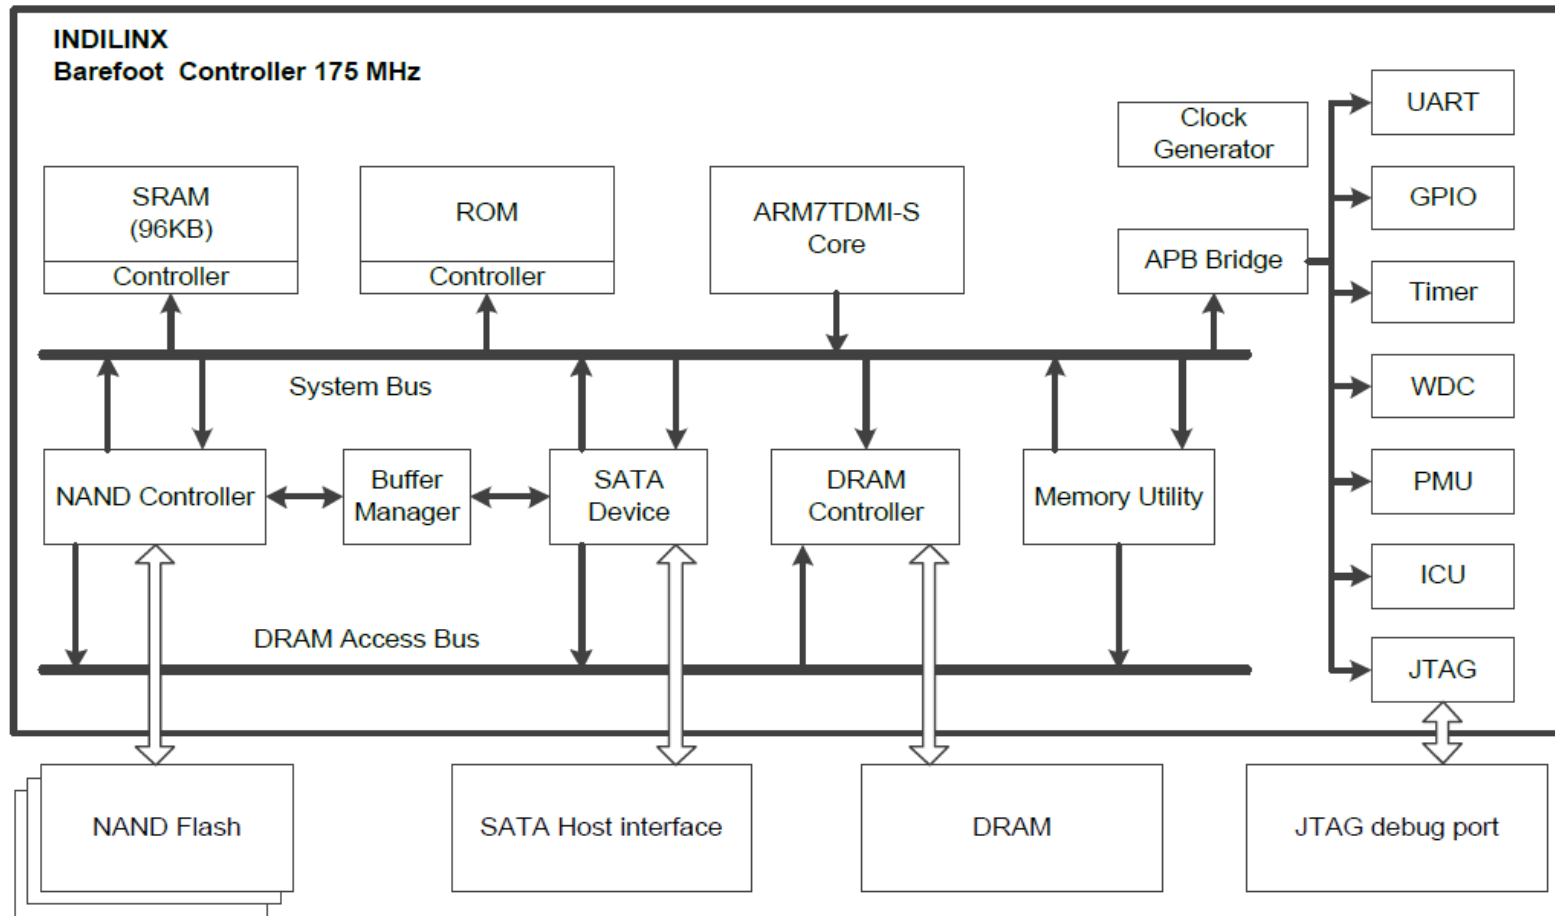 INDILINX
Barefoot Controller 175 MHz
UART
Clock
Generator
SRAM
(96KB)
Controller
ROM
Controller
ARM7TDMI-S
Core
GPIO
APB Bridge
Timer
System Bus
WDC
NAND Controller
Buffer
Manager
SATA
Device
DRAM
Controller
Memory Utility
PMU
ICU
DRAM Access Bus
JTAG
NAND Flash
SATA Host interface
DRAM
JTAG debug port